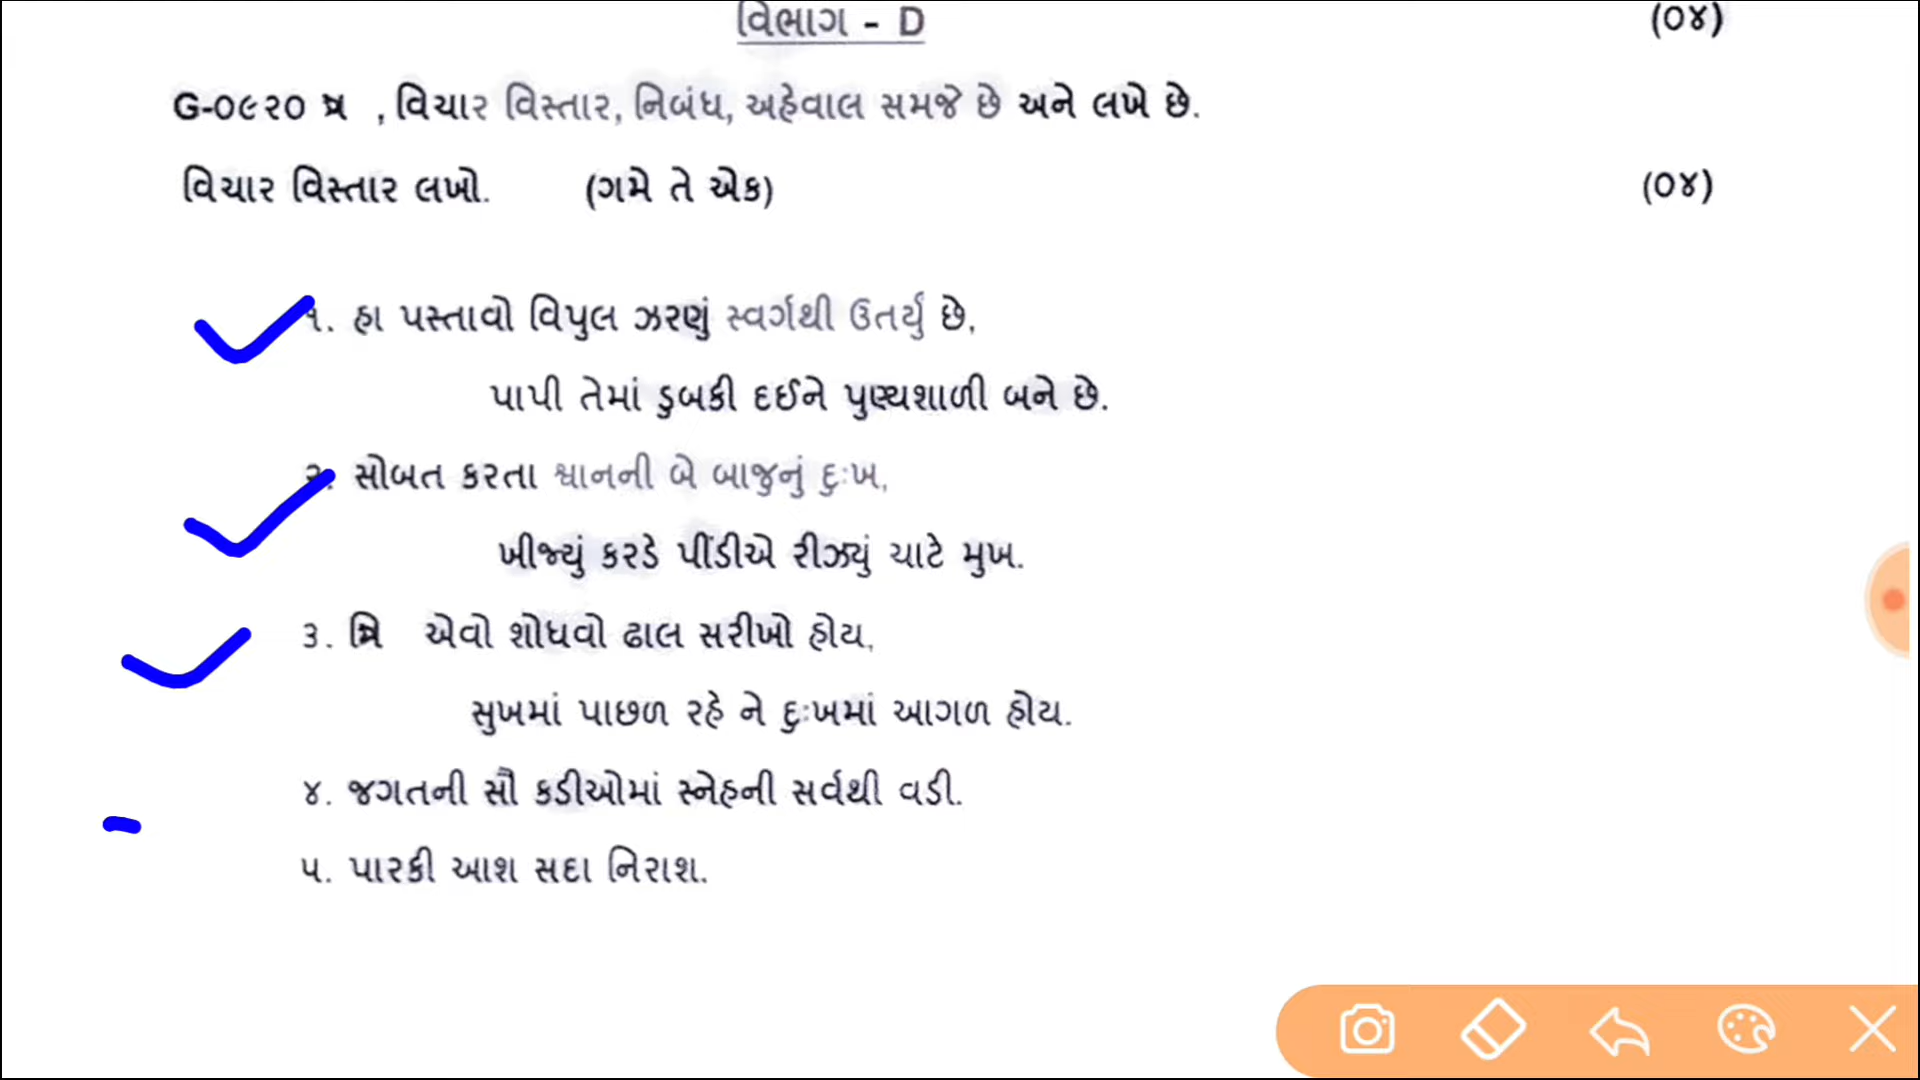 વિભાગ - D (૦૪)
G-૦૯૨૦ , વિચાર વિસ્તાર, નિબંધ, અહેવાલ સમજે છે અને લખે છે.
વિચાર વિસ્તાર લખો. (ગમે તે એક) (૦૪)
૧. હા પસ્તાવો વિપુલ ઝરણું સ્વર્ગથી ઉતર્યું છે,
પાપી તેમાં ડુબકી દઈને પુણ્યશાળી બને છે.
૨. સોબત કરતા શ્વાનની બે બાજુનું દુઃખ,
ખીજ્યું કરડે પીંડીએ રીઝ્યું ચાટે મુખ.
૩. એવો શોધવો ઢાલ સરીખો હોય,
સુખમાં પાછળ રહે ને દુઃખમાં આગળ હોય.
૪. જગતની સૌ કડીઓમાં સ્નેહની સર્વથી વડી.
૫. પારકી આશ સદા નિરાશ.